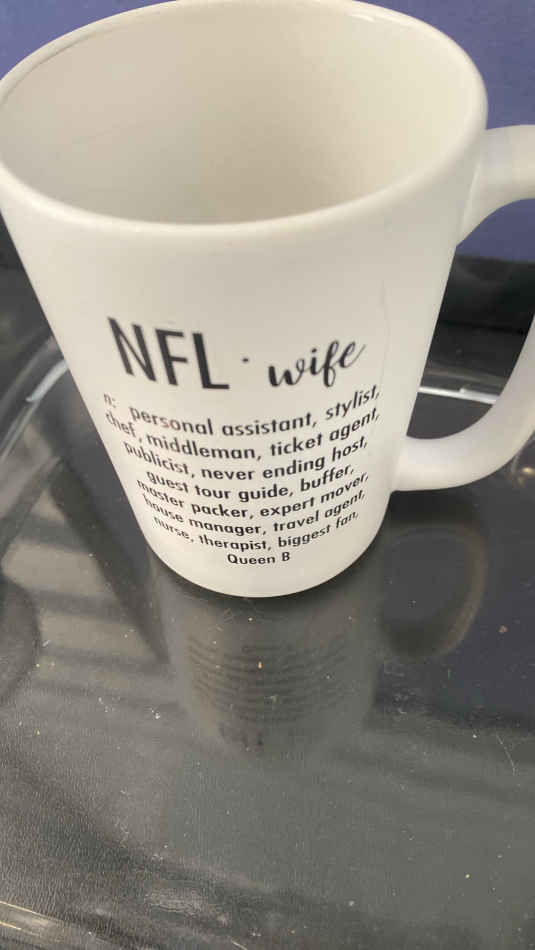 NFL · wife
n: personal assistant, stylist,
chef, middleman, ticket agent,
publicist, never ending host,
guest tour guide, buffer,
master packer, expert mover,
house manager, travel agent,
nurse, therapist, biggest fan,
Queen B